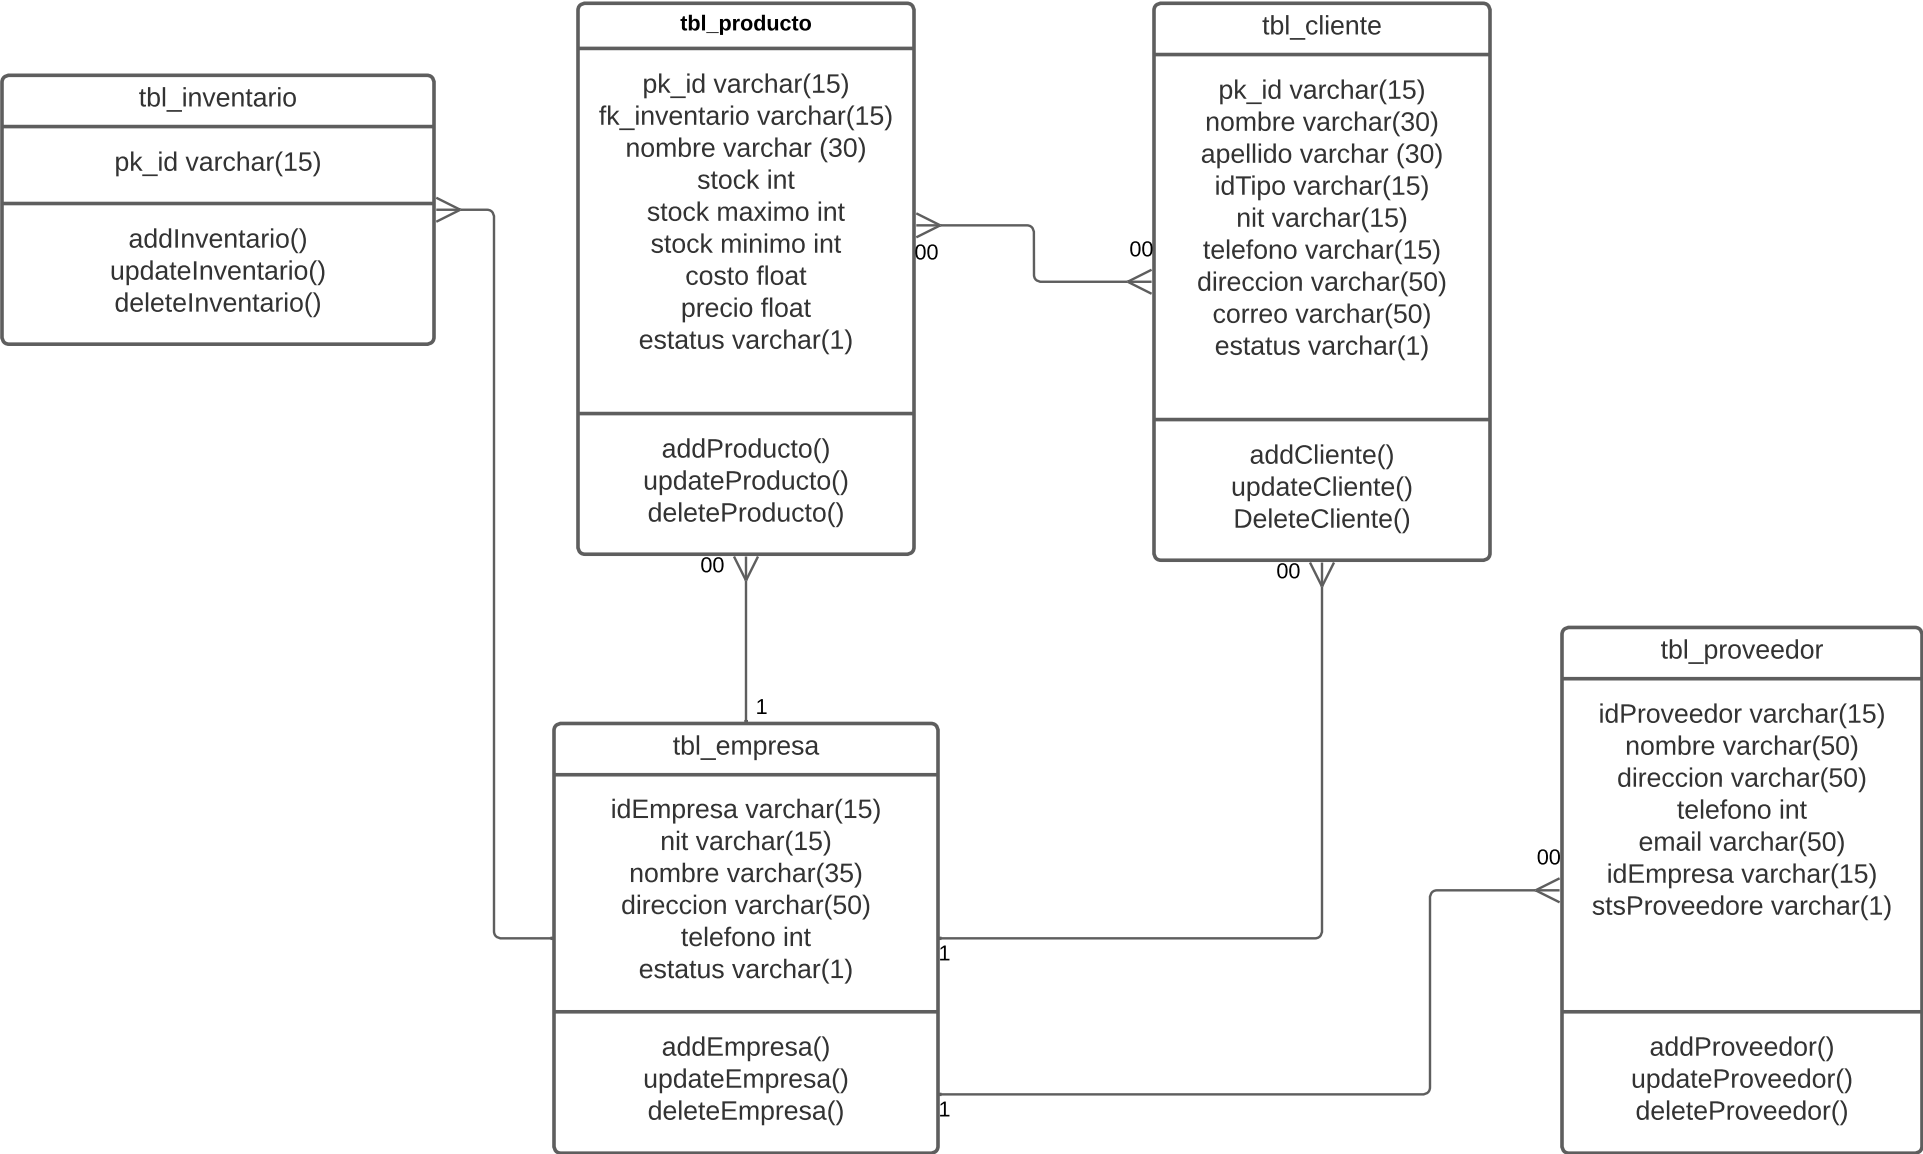 tbl_inventario
pk_id varchar(15)
addInventario()
updateInventario()
deleteInventario()
tbl_producto
pk_id varchar(15)
fk_inventario varchar(15)
nombre varchar (30)
stock int
stock maximo int
stock minimo int
costo float
precio float
estatus varchar(1)
addProducto()
updateProducto()
deleteProducto()
00
00
tbl_cliente
pk_id varchar(15)
nombre varchar(30)
apellido varchar (30)
idTipo varchar(15)
nit varchar(15)
telefono varchar(15)
direccion varchar(50)
correo varchar(50)
estatus varchar(1)
addCliente()
updateCliente()
DeleteCliente()
00
00
1
tbl_empresa
idEmpresa varchar(15)
nit varchar(15)
nombre varchar(35)
direccion varchar(50)
telefono int
estatus varchar(1)
addEmpresa()
updateEmpresa()
deleteEmpresa()
1
1
00
tbl_proveedor
idProveedor varchar(15)
nombre varchar(50)
direccion varchar(50)
telefono int
email varchar(50)
idEmpresa varchar(15)
stsProveedore varchar(1)
addProveedor()
updateProveedor()
deleteProveedor()